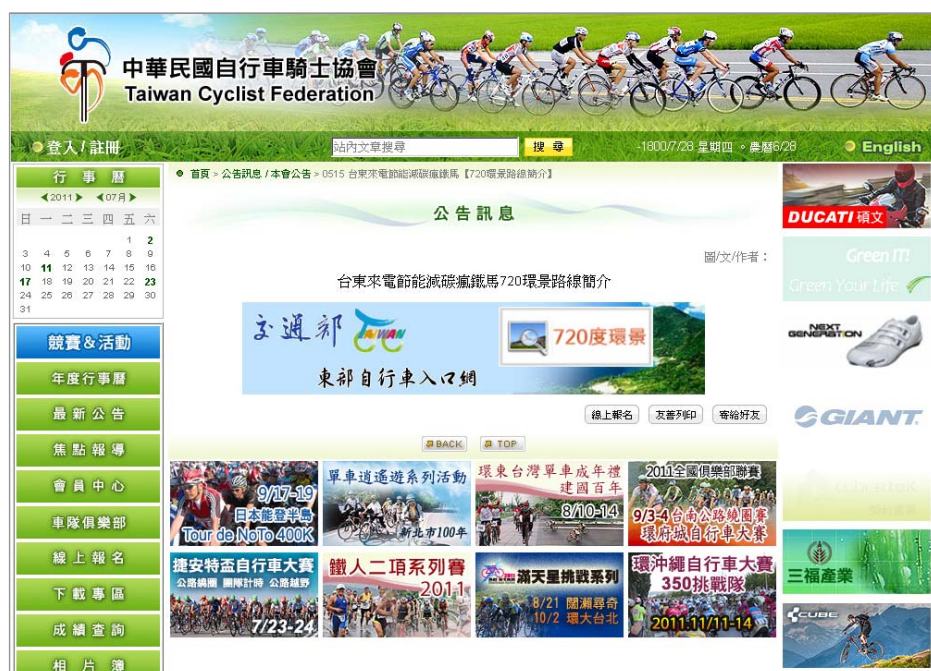 中華民國自行車騎士協會
Taiwan Cyclist Federation
登入 / 註冊
站內文章搜尋
搜 尋
-1800/7/28 星期四 。農曆6/28
English
行 事 曆
2011 07月
日 一 二 三 四 五 六
1 2
3 4 5 6 7 8 9
10 11 12 13 14 15 16
17 18 19 20 21 22 23
24 25 26 27 28 29 30
31
競賽&活動
年度行事曆
最 新 公 告
焦 點 報 導
會 員 中 心
車隊俱樂部
線 上 報 名
下 載 專 區
成 績 查 詢
相 片 簿
首頁 > 公告訊息 / 本會公告 > 0515 台東來電節能減碳瘋鐵馬【720環景路線簡介】
公 告 訊 息
圖/文/作者：
台東來電節能減碳瘋鐵馬720環景路線簡介
交通部 TAIWAN
720度環景
東部自行車入口網
線上報名 友善列印 寄給好友
BACK TOP
9/17-19
日本能登半島
Tour de NoTo 400K
單車逍遙遊系列活動
新北市100年
環東台灣單車成年禮
建國百年
8/10-14
2011全國俱樂部聯賽
9/3-4台南公路繞圈賽
環府城自行車大賽
捷安特盃自行車大賽
公路繞圈 團隊計時 公路越野
7/23-24
鐵人二項系列賽
2011
滿天星挑戰系列
8/21 闊瀨尋奇
10/2 環大台北
環沖繩自行車大賽
350挑戰隊
2011.11/11-14
DUCATI 碩文
Green IT!
Green Your Life
NEXT
GENERATION
GIANT
三福產業
CUBE